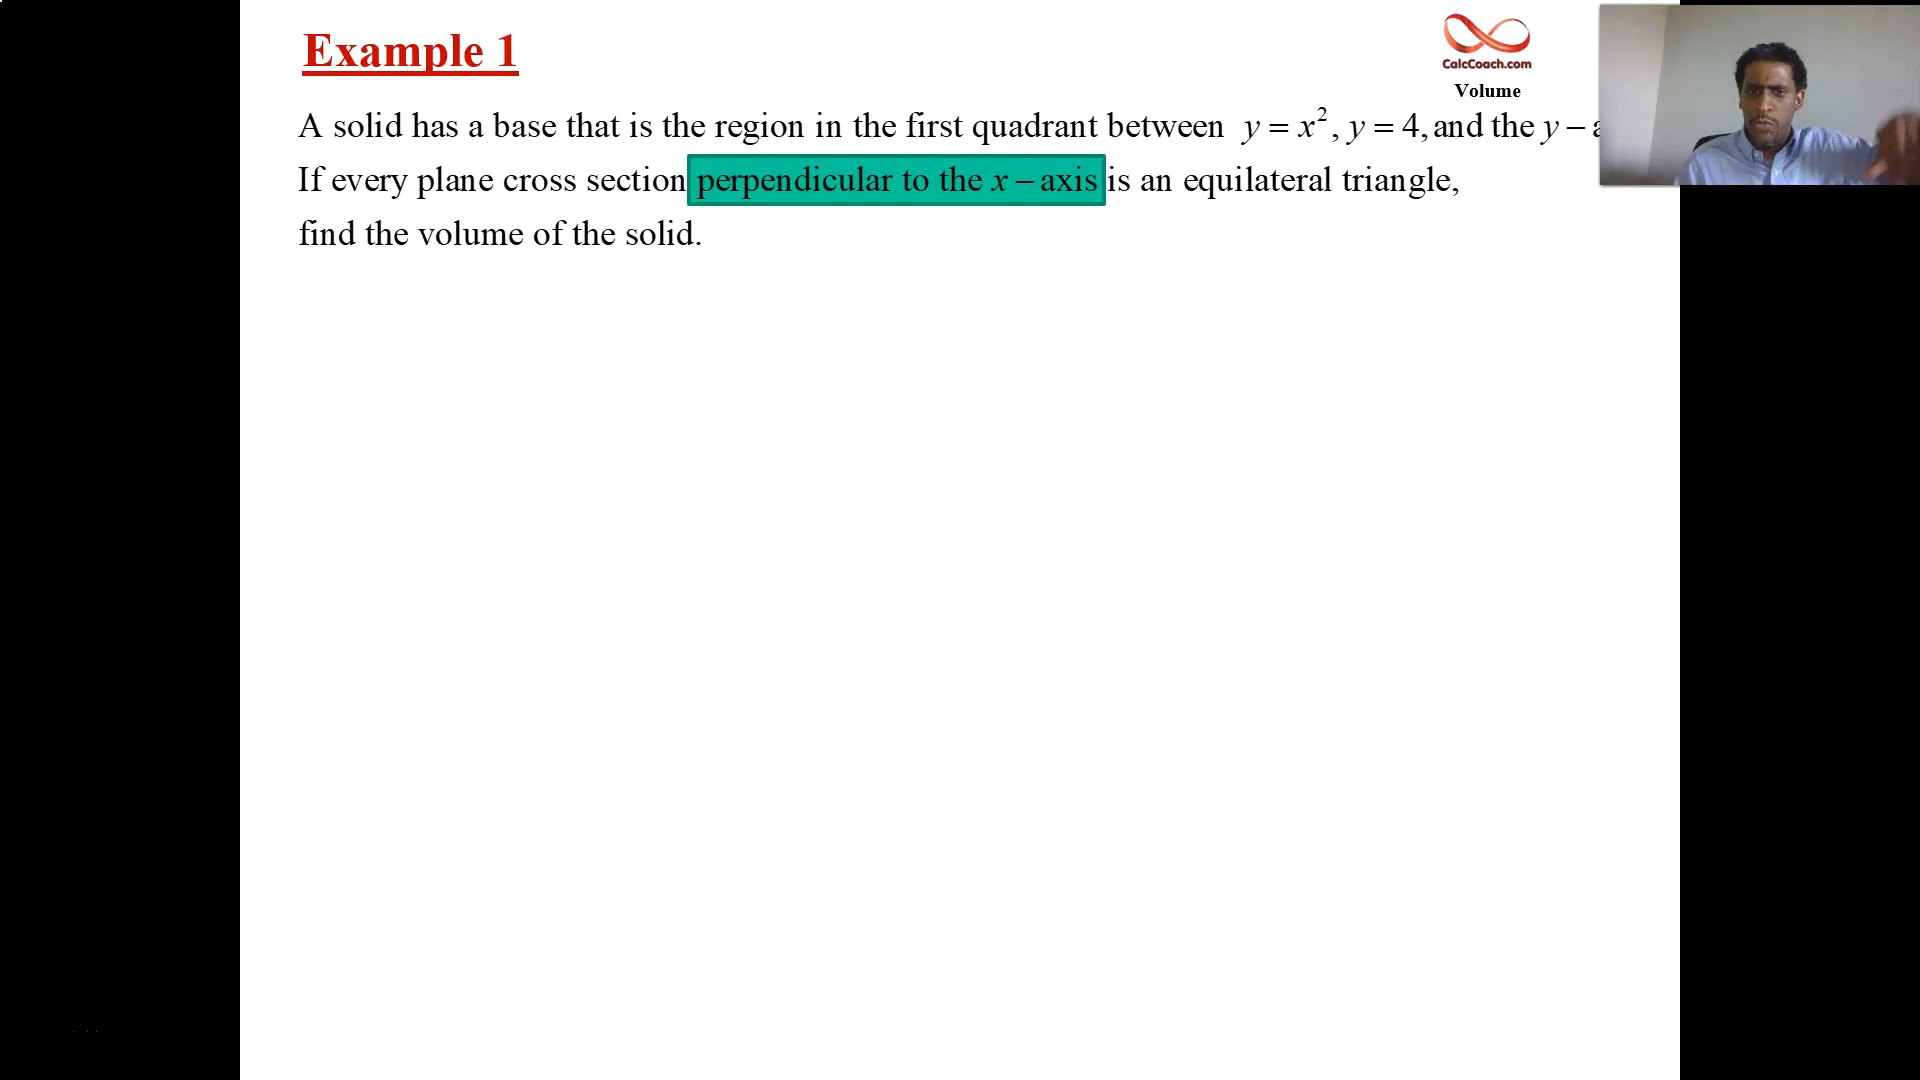 Example 1
CalcCoach.com
Volume
A solid has a base that is the region in the first quadrant between y = x², y = 4, and the y –
If every plane cross section perpendicular to the x – axis is an equilateral triangle,
find the volume of the solid.